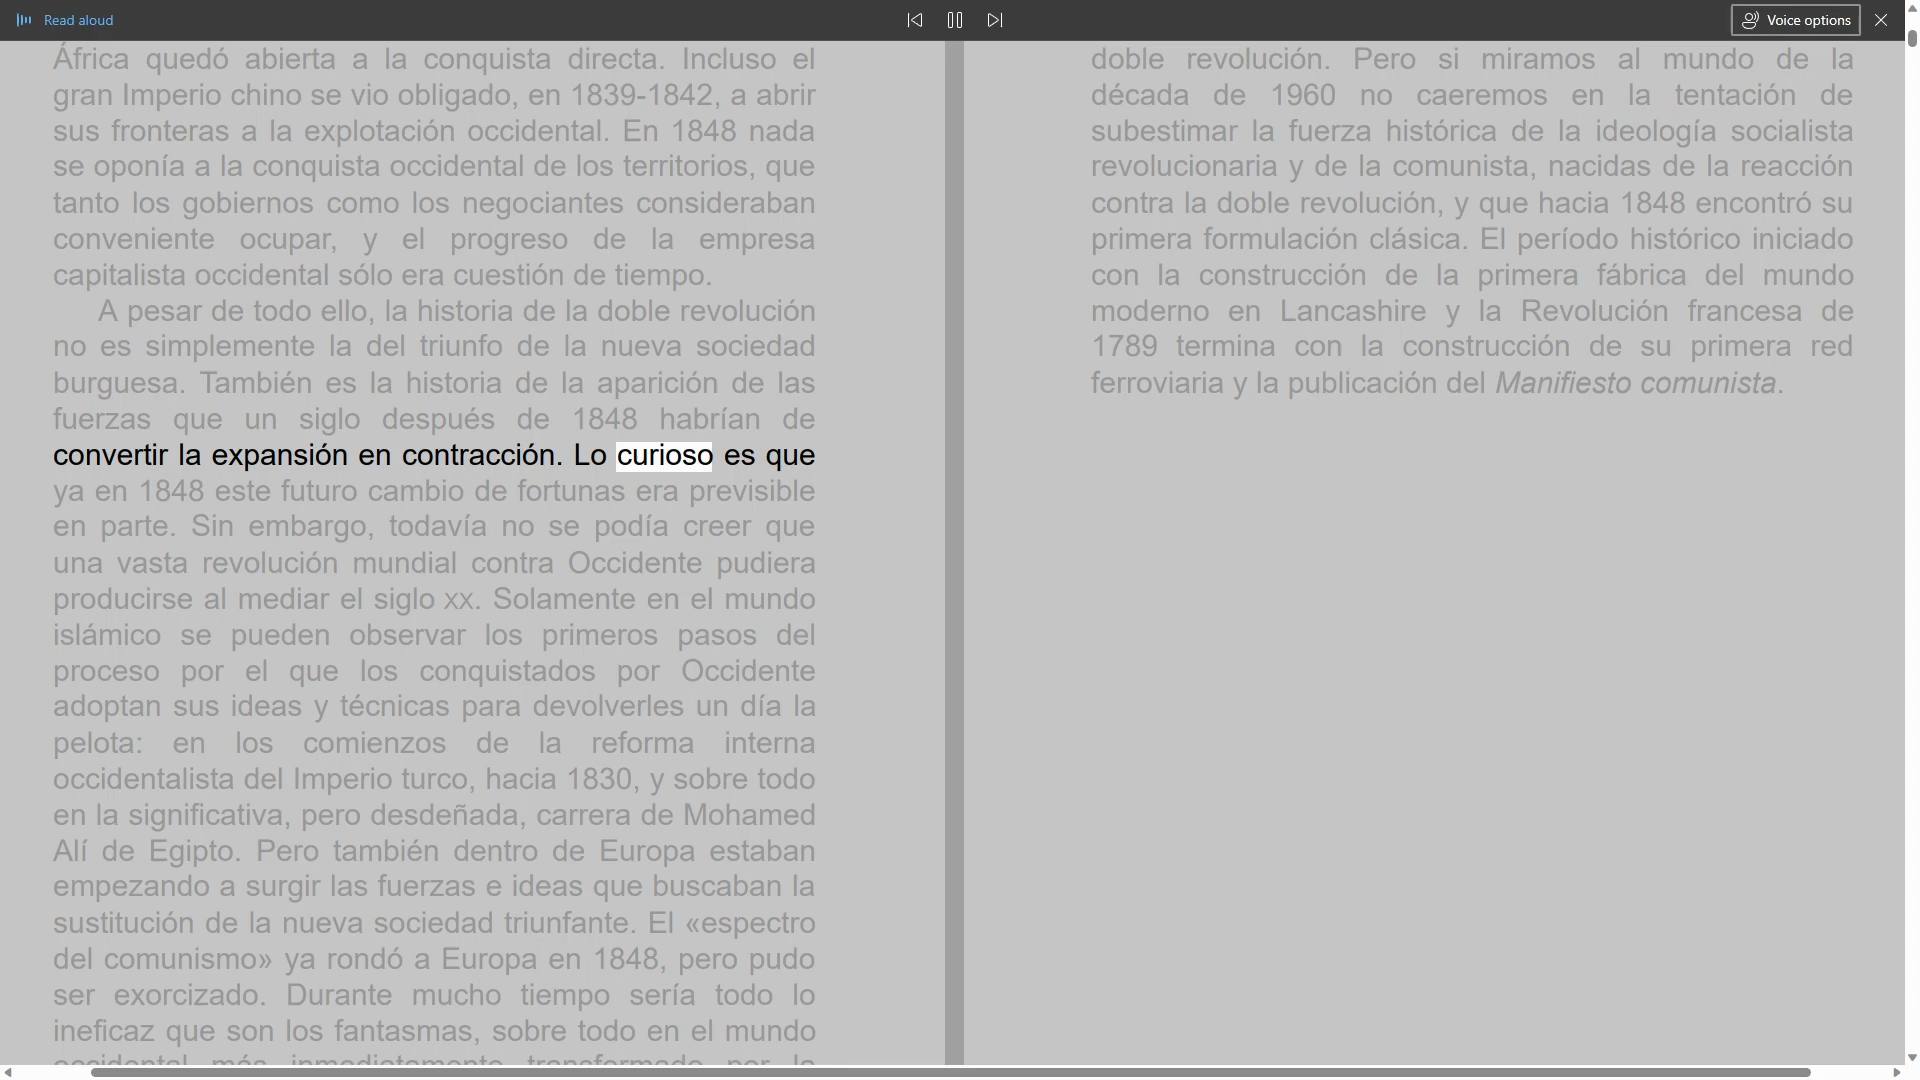 Read aloud
Voice options
África quedó abierta a la conquista directa. Incluso el
gran Imperio chino se vio obligado, en 1839-1842, a abrir
sus fronteras a la explotación occidental. En 1848 nada
se oponía a la conquista occidental de los territorios, que
tanto los gobiernos como los negociantes consideraban
conveniente ocupar, y el progreso de la empresa
capitalista occidental sólo era cuestión de tiempo.
A pesar de todo ello, la historia de la doble revolución
no es simplemente la del triunfo de la nueva sociedad
burguesa. También es la historia de la aparición de las
fuerzas que un siglo después de 1848 habrían de
convertir la expansión en contracción. Lo curioso es que
ya en 1848 este futuro cambio de fortunas era previsible
en parte. Sin embargo, todavía no se podía creer que
una vasta revolución mundial contra Occidente pudiera
producirse al mediar el siglo XX. Solamente en el mundo
islámico se pueden observar los primeros pasos del
proceso por el que los conquistados por Occidente
adoptan sus ideas y técnicas para devolverles un día la
pelota: en los comienzos de la reforma interna
occidentalista del Imperio turco, hacia 1830, y sobre todo
en la significativa, pero desdeñada, carrera de Mohamed
Alí de Egipto. Pero también dentro de Europa estaban
empezando a surgir las fuerzas e ideas que buscaban la
sustitución de la nueva sociedad triunfante. El «espectro
del comunismo» ya rondó a Europa en 1848, pero pudo
ser exorcizado. Durante mucho tiempo sería todo lo
ineficaz que son los fantasmas, sobre todo en el mundo
occidental más inmediatamente transformado por la
doble revolución. Pero si miramos al mundo de la
década de 1960 no caeremos en la tentación de
subestimar la fuerza histórica de la ideología socialista
revolucionaria y de la comunista, nacidas de la reacción
contra la doble revolución, y que hacia 1848 encontró su
primera formulación clásica. El período histórico iniciado
con la construcción de la primera fábrica del mundo
moderno en Lancashire y la Revolución francesa de
1789 termina con la construcción de su primera red
ferroviaria y la publicación del Manifiesto comunista.